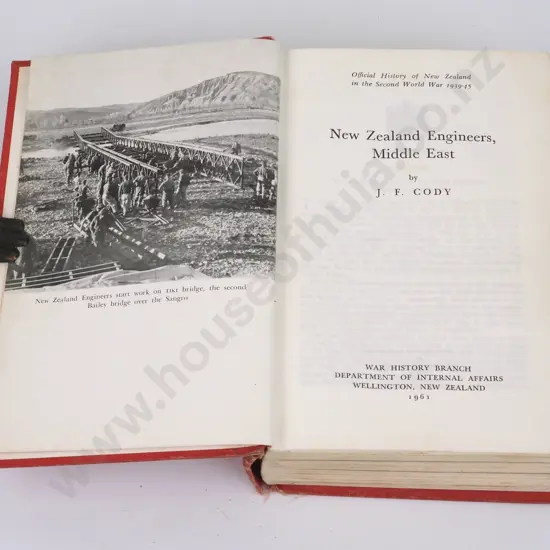 New Zealand Engineers start work on TIKI bridge, the second
Bailey bridge over the Sangro
Official History of New Zealand
in the Second World War 1939-45
New Zealand Engineers,
Middle East
by
J. F. CODY
WAR HISTORY BRANCH
DEPARTMENT OF INTERNAL AFFAIRS
WELLINGTON, NEW ZEALAND
1961
www.houseofhuia.co.nz